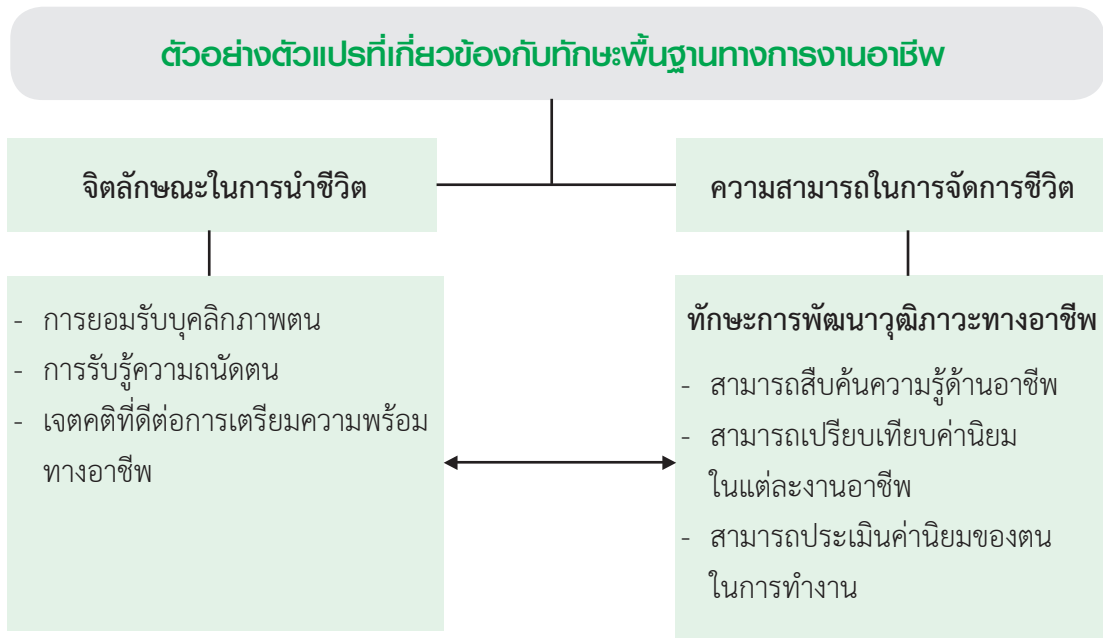 ตัวอย่างตัวแปรที่เกี่ยวข้องกับทักษะพื้นฐานทางการงานอาชีพ
จิตลักษณะในการนำชีวิต
- การยอมรับบุคลิกภาพตน
- การรับรู้ความถนัดตน
- เจตคติที่ดีต่อการเตรียมความพร้อม
ทางอาชีพ
ความสามารถในการจัดการชีวิต
ทักษะการพัฒนาวุฒิภาวะทางอาชีพ
- สามารถสืบค้นความรู้ด้านอาชีพ
- สามารถเปรียบเทียบค่านิยม
ในแต่ละงานอาชีพ
- สามารถประเมินค่านิยมของตน
ในการทำงาน